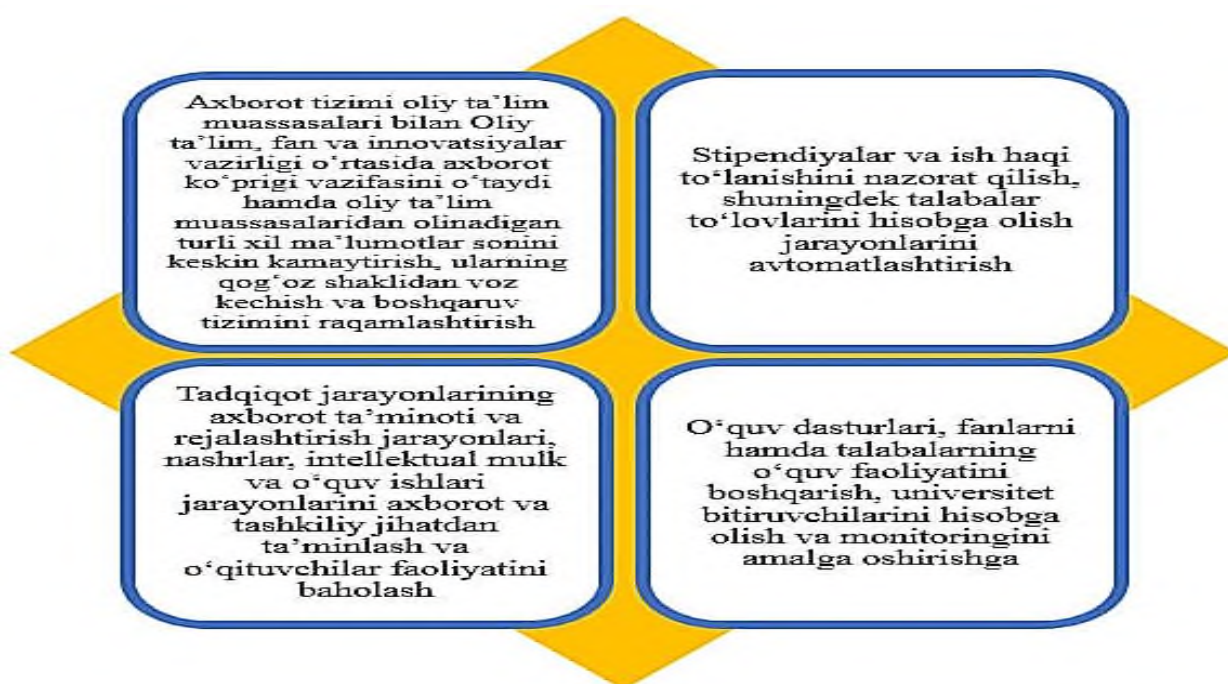 Axborot tizimi oliy ta’lim
muassasalari bilan Oliy
ta’lim, fan va innovatsiyalar
vazirligi o‘rtasida axborot
ko‘prigi vazifasini o‘taydi
hamda oliy ta’lim
muassasalaridan olinadigan
turli xil ma’lumotlar sonini
keskin kamaytirish, ularning
qog‘oz shaklidan voz
kechish va boshqaruv
tizimini raqamlashtirish
Stipendiyalar va ish haqi
to‘lanishini nazorat qilish,
shuningdek talabalar
to‘lovlarini hisobga olish
jarayonlarini
avtomatlashtirish
Tadqiqot jarayonlarining
axborot ta’minoti va
rejalashtirish jarayonlari,
nashrlar, intellektual mulk
va o‘quv ishlari
jarayonlarini axborot va
tashkiliy jihatdan
ta’minlash va
o‘qituvchilar faoliyatini
baholash
O‘quv dasturlari, fanlarni
hamda talabalarning
o‘quv faoliyatini
boshqarish, universitet
bitiruvchilarini hisobga
olish va monitoringini
amalga oshirishga